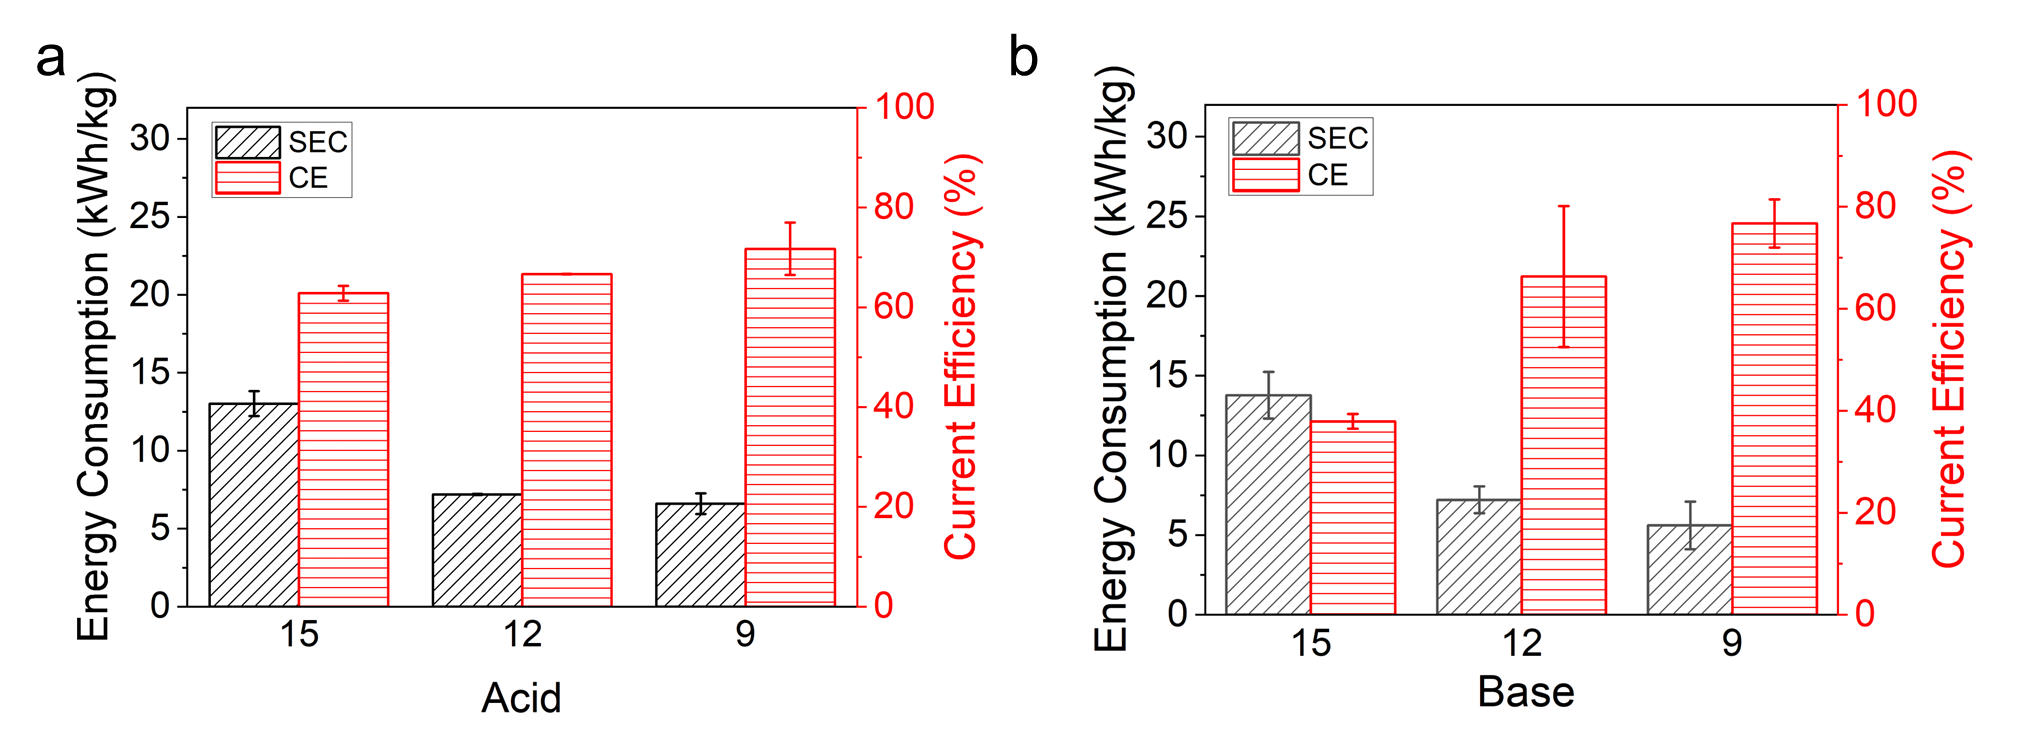 a
Energy Consumption (kWh/kg)
30
25
20
15
10
5
0
SEC
CE
100
80
60
40
20
0
Current Efficiency (%)
15 12 9
Acid
b
Energy Consumption (kWh/kg)
30
25
20
15
10
5
0
SEC
CE
100
80
60
40
20
0
Current Efficiency (%)
15 12 9
Base